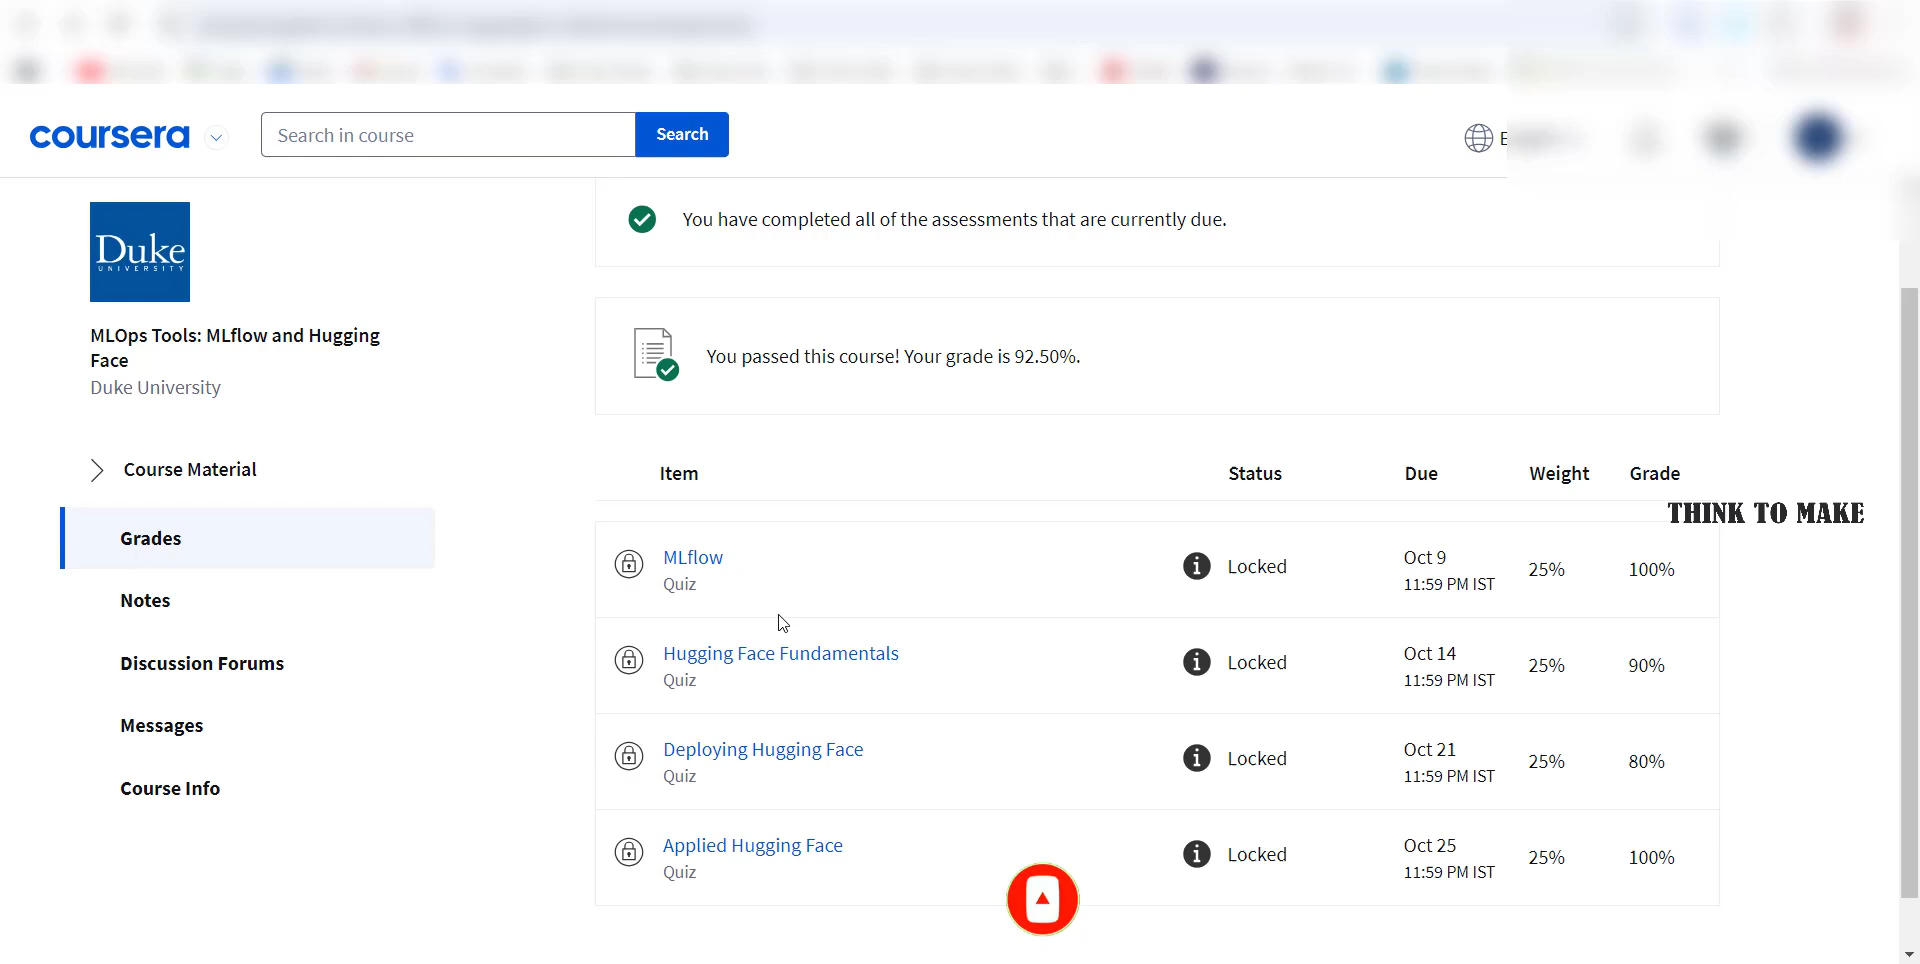 coursera
Search in course
Search
Duke
UNIVERSITY
MLOps Tools: MLflow and Hugging
Face
Duke University
Course Material
Grades
Notes
Discussion Forums
Messages
Course Info
You have completed all of the assessments that are currently due.
You passed this course! Your grade is 92.50%.
Item Status Due Weight Grade
THINK TO MAKE
MLflow
Quiz
Locked
Oct 9
11:59 PM IST
25%
100%
Hugging Face Fundamentals
Quiz
Locked
Oct 14
11:59 PM IST
25%
90%
Deploying Hugging Face
Quiz
Locked
Oct 21
11:59 PM IST
25%
80%
Applied Hugging Face
Quiz
Locked
Oct 25
11:59 PM IST
25%
100%